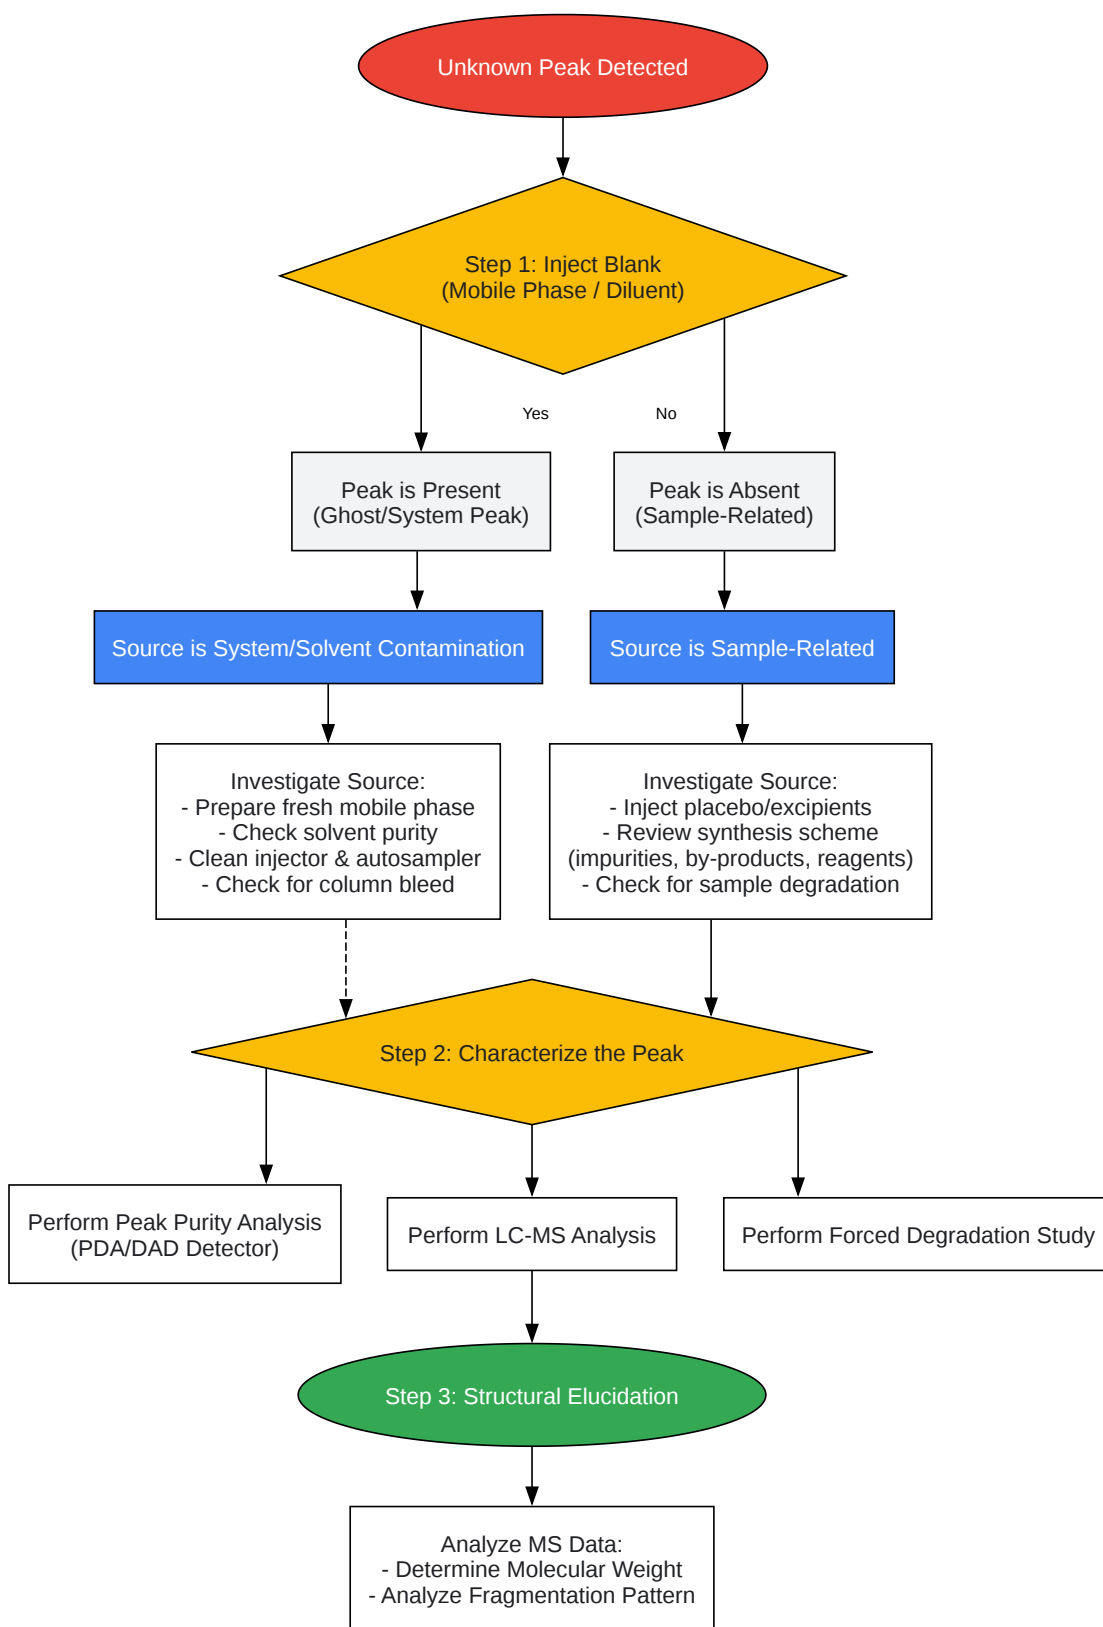 Unknown Peak Detected
Step 1: Inject Blank
(Mobile Phase / Diluent)
Yes
No
Peak is Present
(Ghost/System Peak)
Peak is Absent
(Sample-Related)
Source is System/Solvent Contamination
Source is Sample-Related
Investigate Source:
- Prepare fresh mobile phase
- Check solvent purity
- Clean injector & autosampler
- Check for column bleed
Investigate Source:
- Inject placebo/excipients
- Review synthesis scheme
(impurities, by-products, reagents)
- Check for sample degradation
Step 2: Characterize the Peak
Perform Peak Purity Analysis
(PDA/DAD Detector)
Perform LC-MS Analysis
Perform Forced Degradation Study
Step 3: Structural Elucidation
Analyze MS Data:
- Determine Molecular Weight
- Analyze Fragmentation Pattern